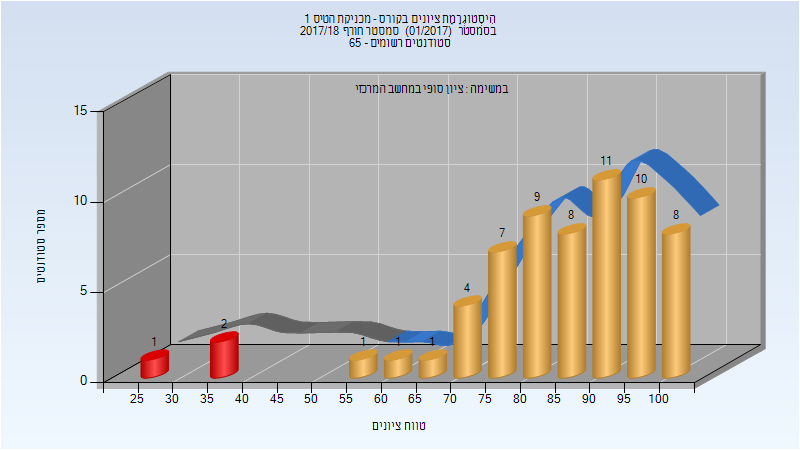 היסטוגרמת ציונים בקורס - מכניקת הטיס 1
בסמסטר (01/2017) סמסטר חורף 2017/18
סטודנטים רשומים - 65
במשימה : ציון סופי במחשב המרכזי
15
10
5
0
מספר סטודנטים
1
2
1
1
1
4
7
9
8
11
10
8
25 30 35 40 45 50 55 60 65 70 75 80 85 90 95 100
טווח ציונים